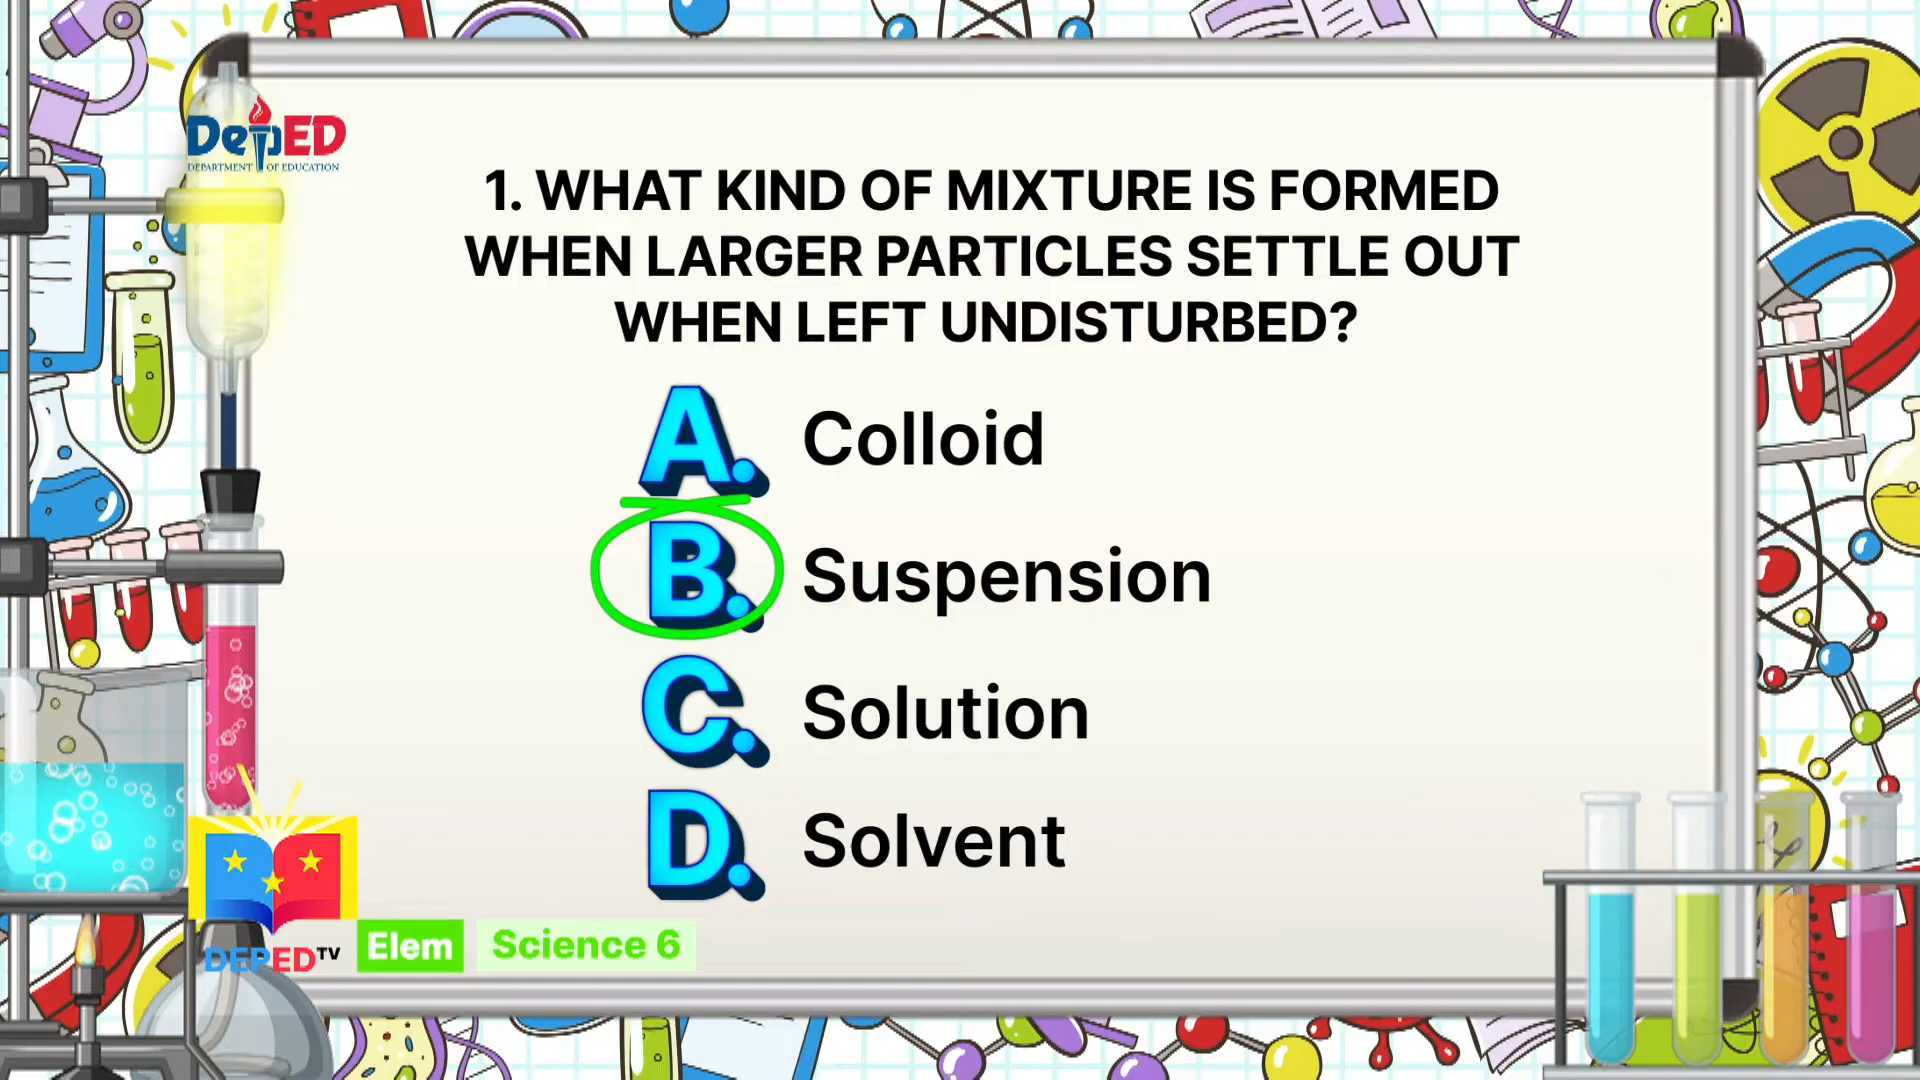 DepED
DEPARTMENT OF EDUCATION
1. WHAT KIND OF MIXTURE IS FORMED
WHEN LARGER PARTICLES SETTLE OUT
WHEN LEFT UNDISTURBED?
A. Colloid
B. Suspension
C. Solution
D. Solvent
DEPED TV
Elem
Science 6